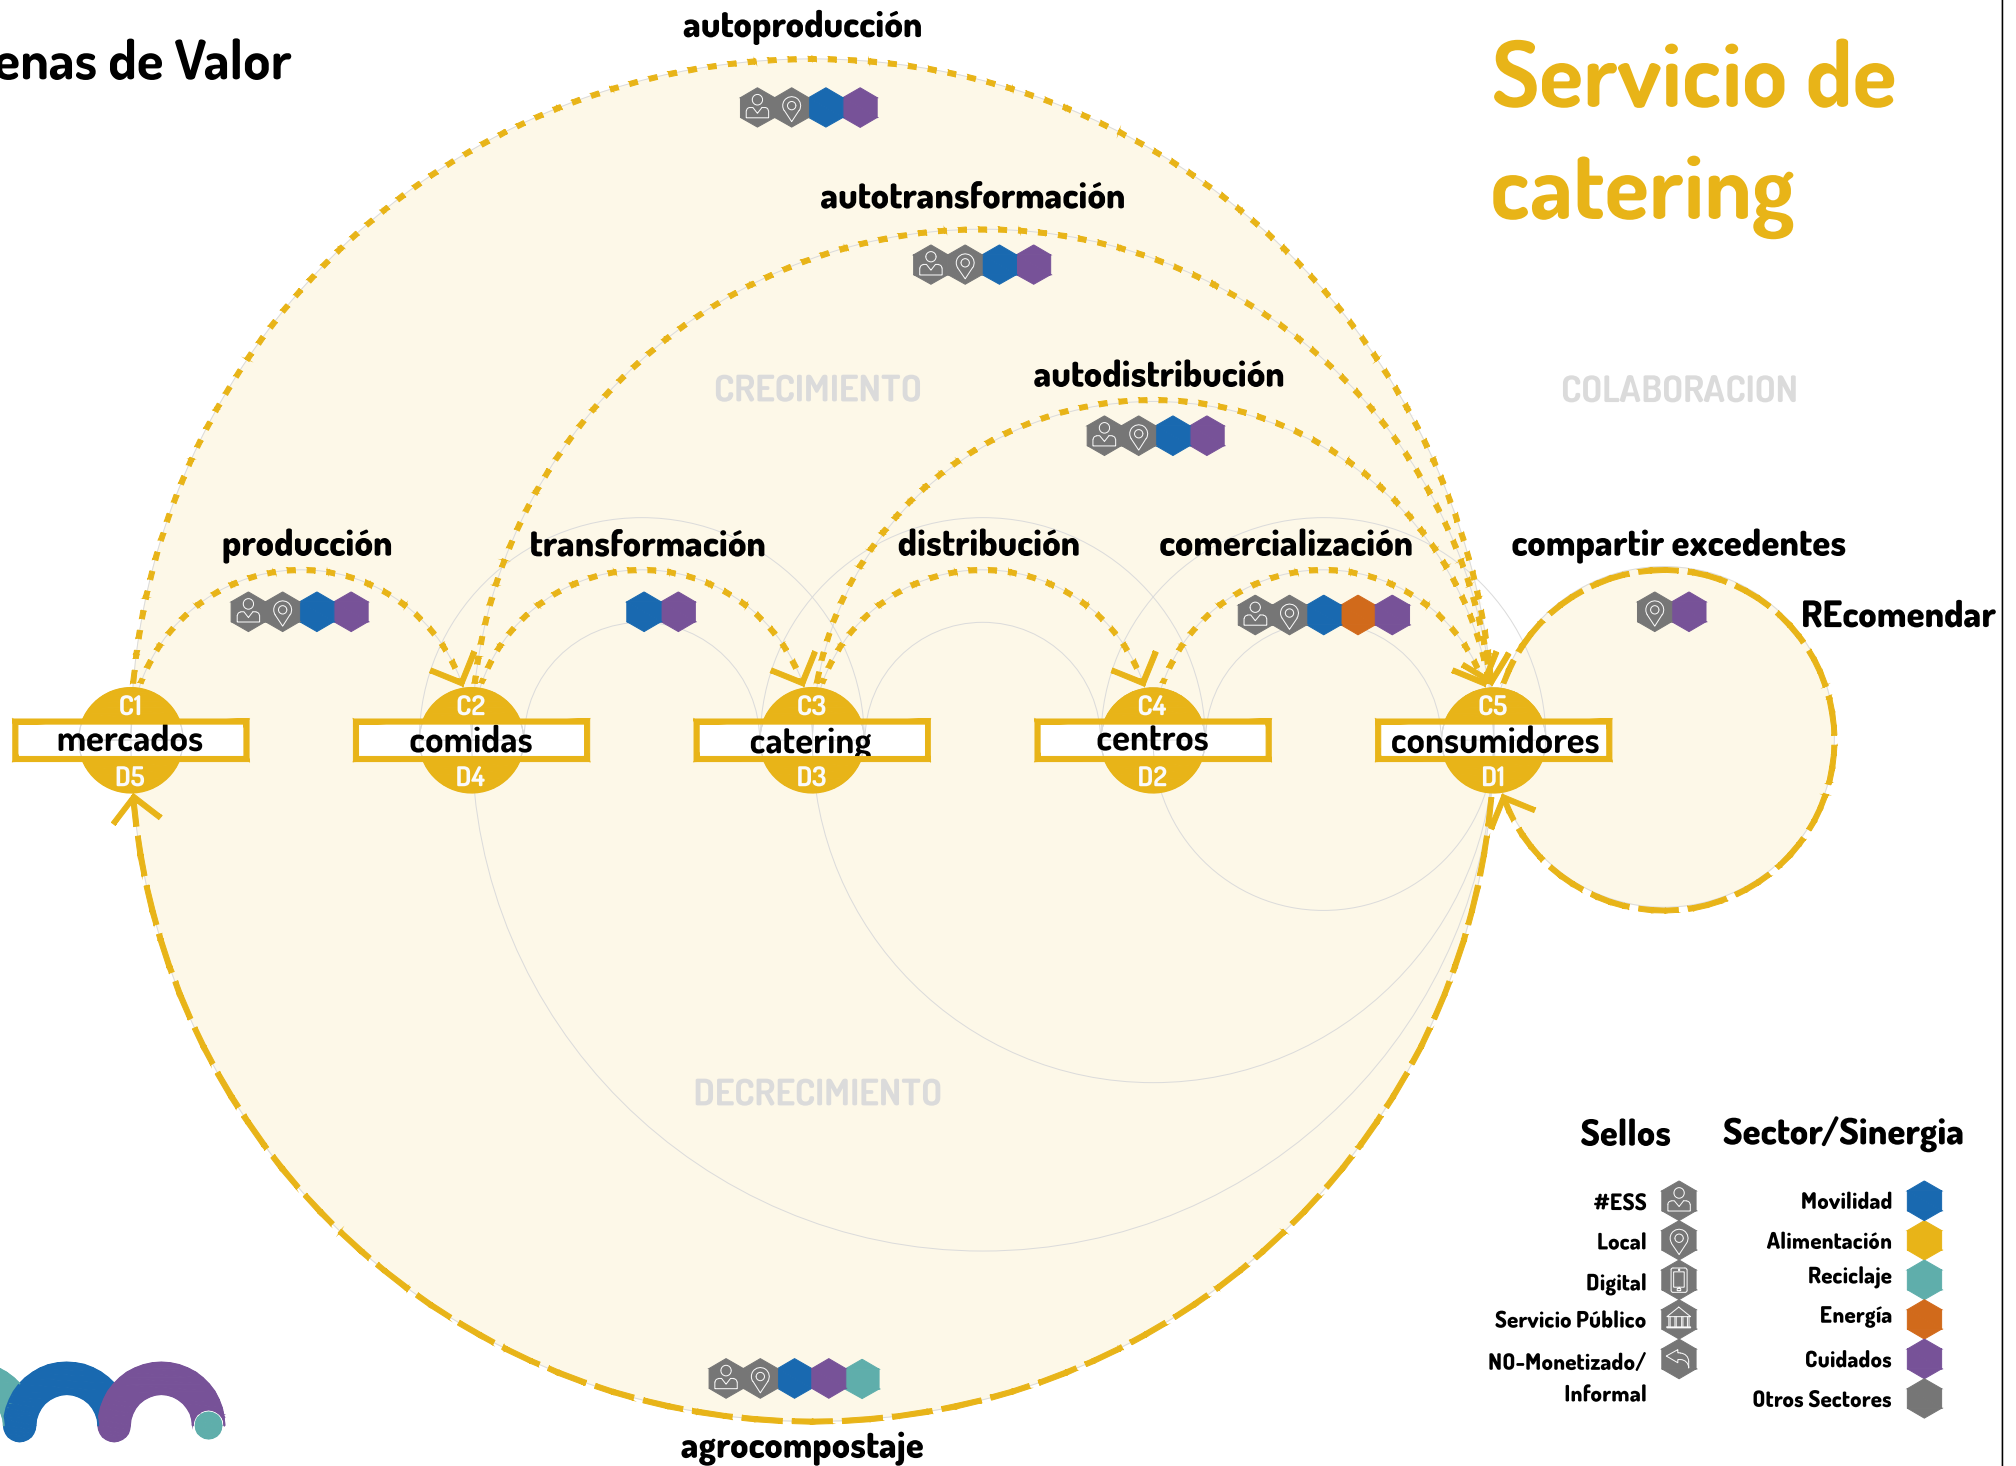 enas de Valor
Servicio de
catering
autoproducción
autotransformación
CRECIMIENTO
autodistribución
COLABORACION
producción
transformación
distribución
comercialización
compartir excedentes
REcomendar
C1
mercados
D5
C2
comidas
D4
C3
catering
D3
C4
centros
D2
C5
consumidores
D1
DECRECIMIENTO
agrocompostaje
Sellos
#ESS
Local
Digital
Servicio Público
NO-Monetizado/
Informal
Sector/Sinergia
Movilidad
Alimentación
Reciclaje
Energía
Cuidados
Otros Sectores